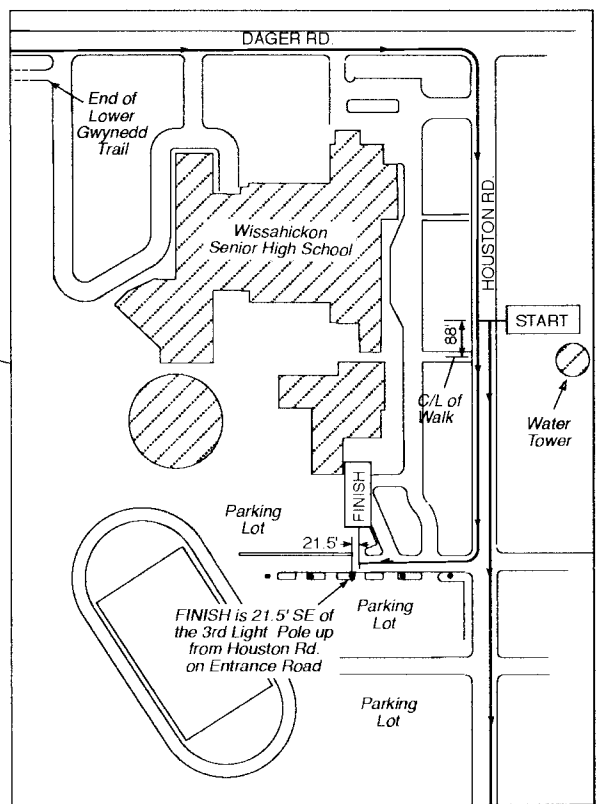 DAGER RD.
End of
Lower
Gwynedd
Trail
HOUSTON RD.
Wissahickon
Senior High School
START
88'
C/L of
Walk
Water
Tower
FINISH
Parking
Lot
21.5'
FINISH is 21.5' SE of
the 3rd Light Pole up
from Houston Rd.
on Entrance Road
Parking
Lot
Parking
Lot